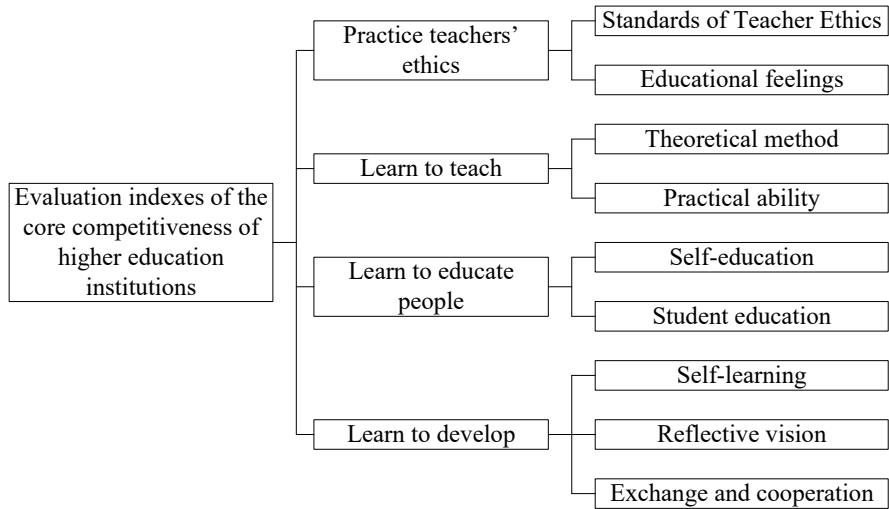 Evaluation indexes of the
core competitiveness of
higher education
institutions
Practice teachers’
ethics
Standards of Teacher Ethics
Educational feelings
Learn to teach
Theoretical method
Practical ability
Learn to educate
people
Self-education
Student education
Learn to develop
Self-learning
Reflective vision
Exchange and cooperation